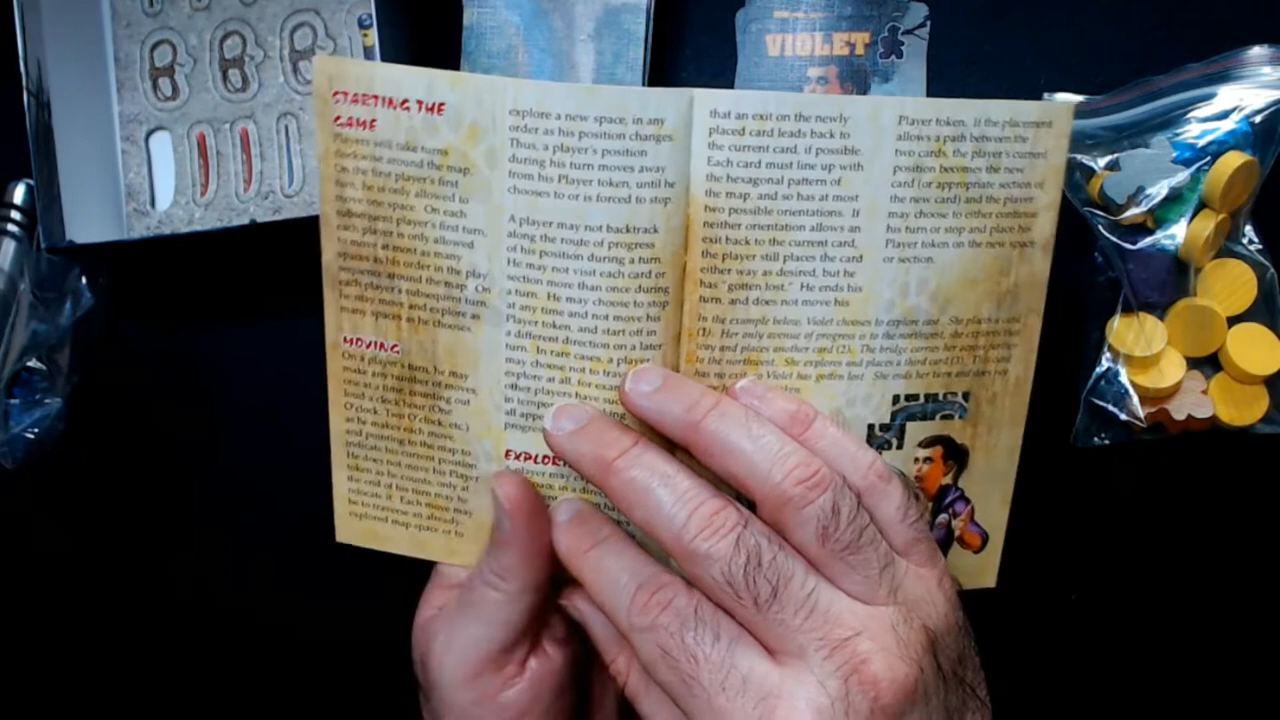 VIOLET
STARTING THE
GAME
Players will take turns
clockwise around the map.
On the first player's first
turn, he is only allowed to
move one space. On each
subsequent player's first turn,
each player is only allowed
to move at most as many
spaces as his order in the play
sequence around the map. On
each player's subsequent turn,
he may move and explore as
many spaces as he chooses.
MOVING
On a player's turn, he may
make any number of moves,
one at a time, counting out
loud a clock hour (One
O'clock, Two O'clock, etc.)
as he makes each move,
and pointing to the map to
indicate his current position.
He does not move his Player
token as he counts; only at
the end of his turn may he
relocate it. Each move may
be to traverse an already-
explored map space or to
explore a new space, in any
order as his position changes.
Thus, a player's position
during his turn moves away
from his Player token, until he
chooses to or is forced to stop.
A player may not backtrack
along the route of progress
of his position during a turn.
He may not visit each card or
section more than once during
a turn. He may choose to stop
at any time and not move his
Player token, and start off in
a different direction on a later
turn. In rare cases, a player
may choose not to
explore at all, for
other players have
in
all
EXPLOR
A player may
space in a
that an exit on the newly
placed card leads back to
the current card, if possible.
Each card must line up with
the hexagonal pattern of
the map, and so has at most
two possible orientations. If
neither orientation allows an
exit back to the current card,
the player still places the card
either way as desired, but he
has "gotten lost." He ends his
turn, and does not move his
Player token. If the placement
allows a path between the
two cards, the player's current
position becomes the new
card (or appropriate section of
the new card) and the player
may choose to either continue
his turn or stop and place his
Player token on the new space
or section.
In the example below, Violet chooses to explore east. She places a card
(1). Her only avenue of progress is to the northwest, she explores that
way and places another card (2). The bridge carries her across further
to the northwest. She explores and places a third card (3). This card
has no exit, so Violet has gotten lost. She ends her turn and does not